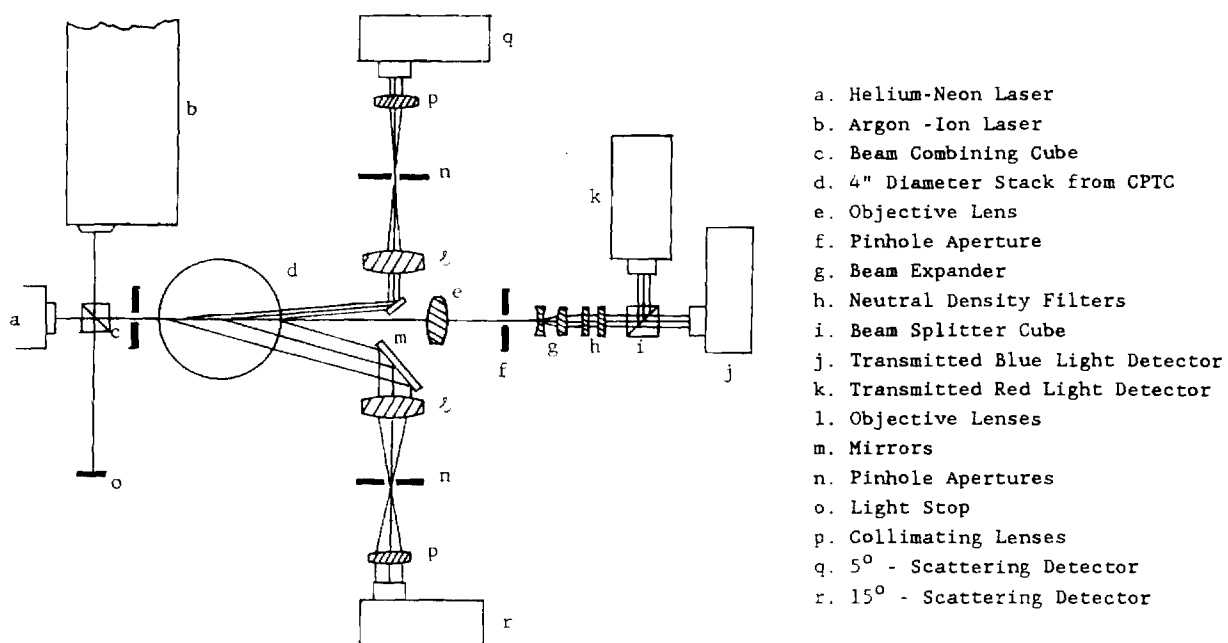 q
b
p
n
k
ℓ
d
e
a
c
m
g
h
i
f
j
ℓ
n
o
p
r
a. Helium-Neon Laser
b. Argon -Ion Laser
c. Beam Combining Cube
d. 4" Diameter Stack from CPTC
e. Objective Lens
f. Pinhole Aperture
g. Beam Expander
h. Neutral Density Filters
i. Beam Splitter Cube
j. Transmitted Blue Light Detector
k. Transmitted Red Light Detector
l. Objective Lenses
m. Mirrors
n. Pinhole Apertures
o. Light Stop
p. Collimating Lenses
q. 5° - Scattering Detector
r. 15° - Scattering Detector